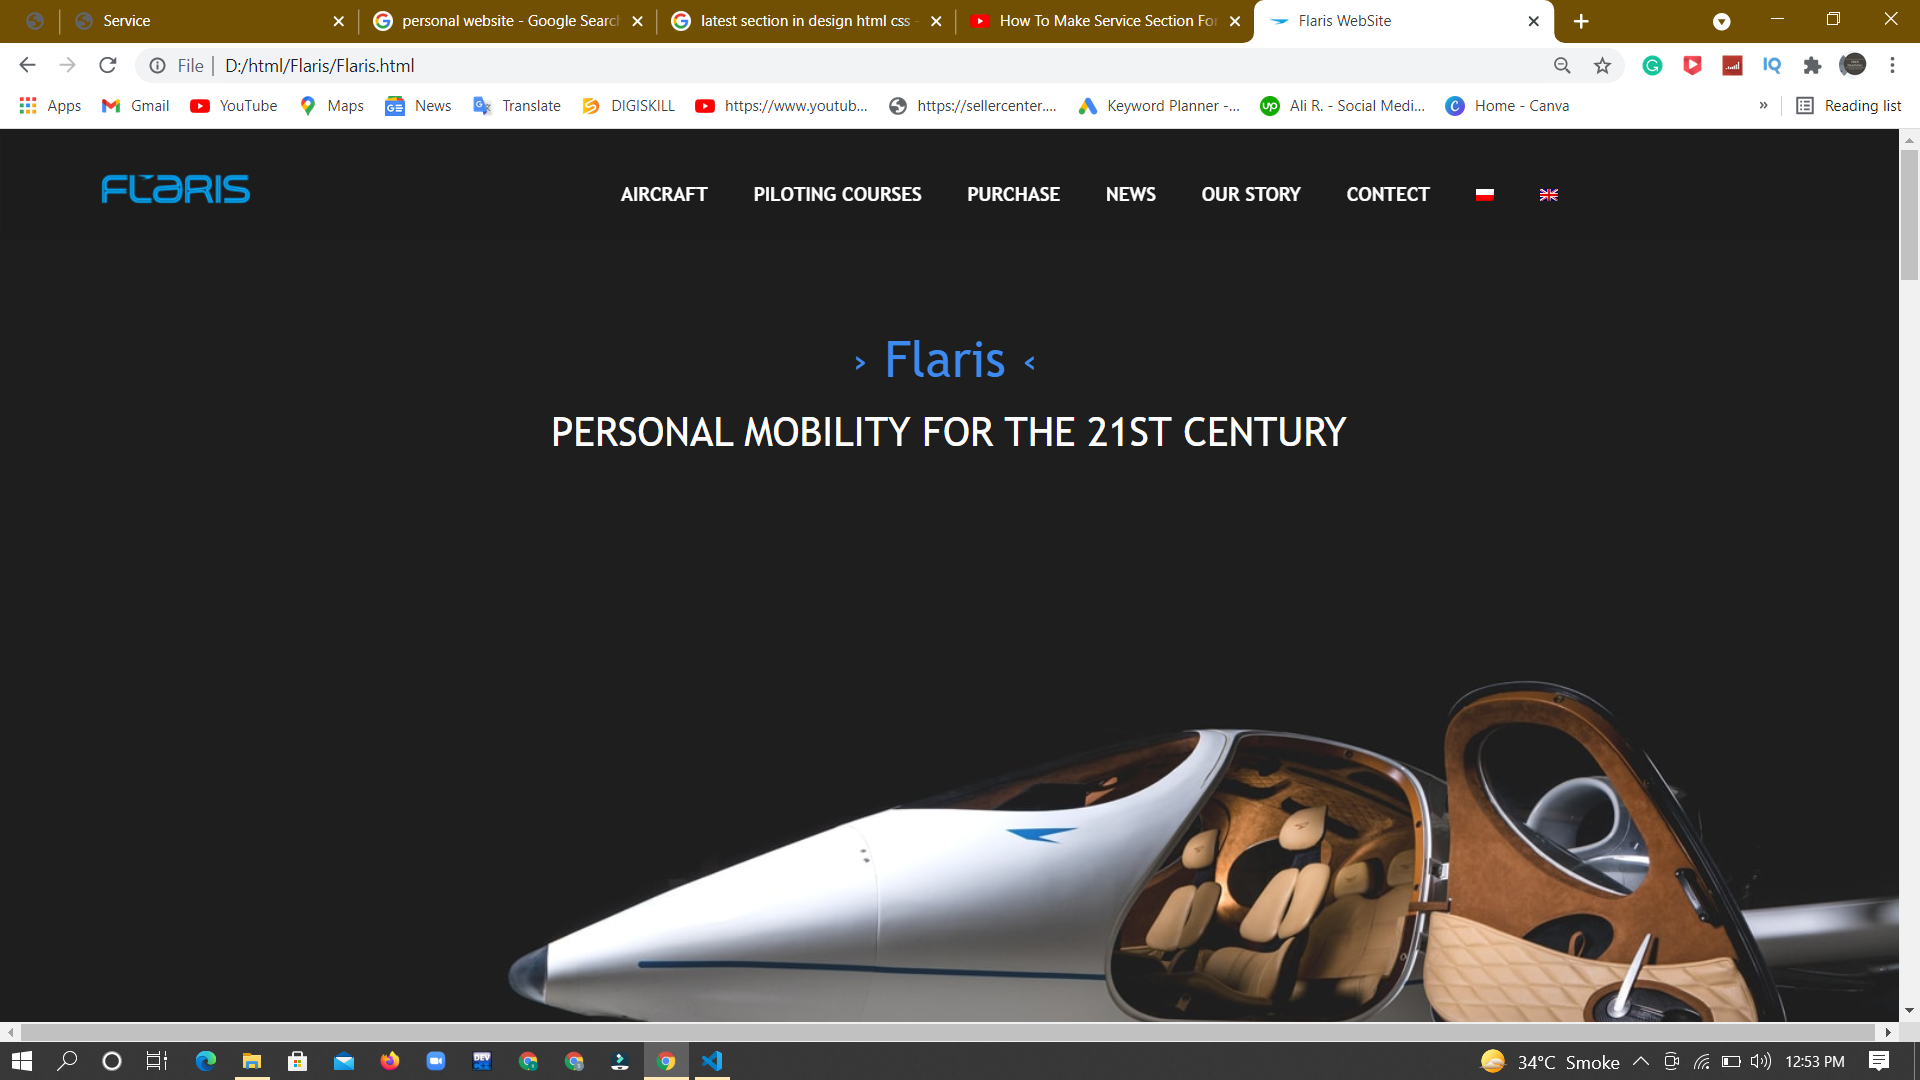 Service
personal website - Google Search
latest section in design html css -
How To Make Service Section For
Flaris WebSite
File
D:/html/Flaris/Flaris.html
Apps
Gmail
YouTube
Maps
News
Translate
DIGISKILL
https://www.youtub...
https://sellercenter....
Keyword Planner -...
up
Ali R. - Social Medi...
Home - Canva
»
Reading list
FLARIS
AIRCRAFT
PILOTING COURSES
PURCHASE
NEWS
OUR STORY
CONTECT
› Flaris ‹
PERSONAL MOBILITY FOR THE 21ST CENTURY
DEV
34°C Smoke
12:53 PM